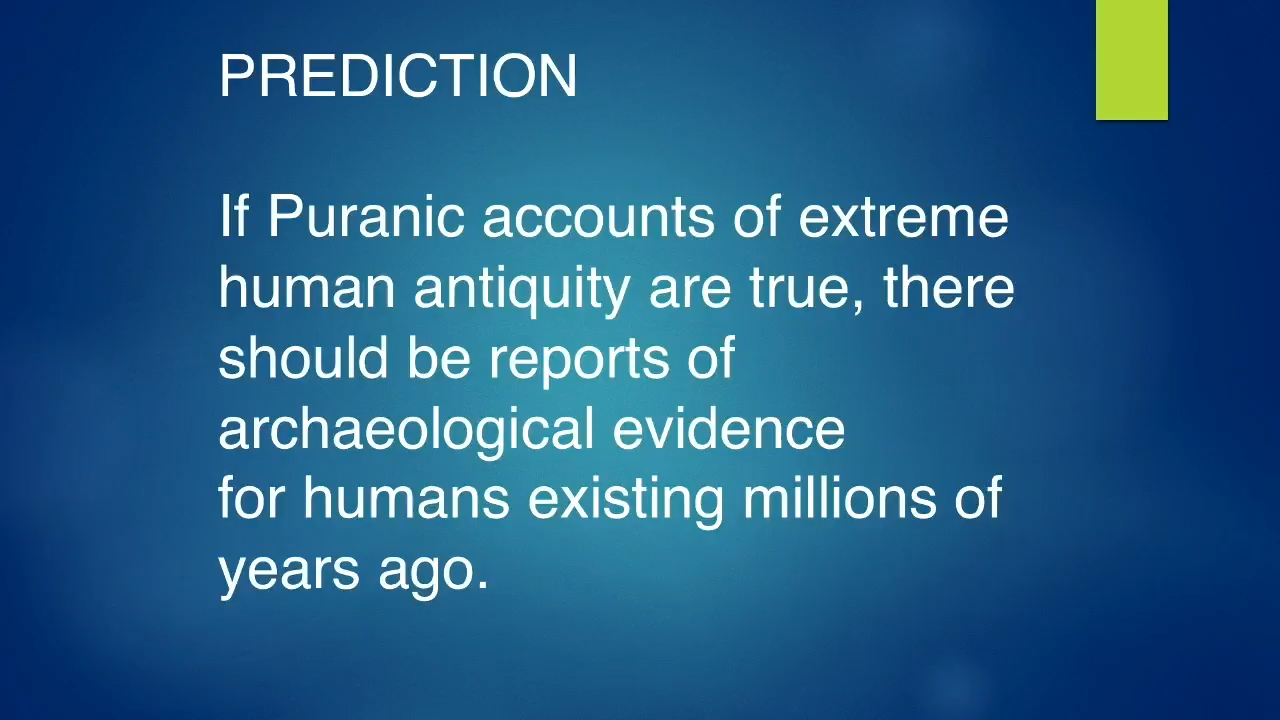 PREDICTION
If Puranic accounts of extreme
human antiquity are true, there
should be reports of
archaeological evidence
for humans existing millions of
years ago.